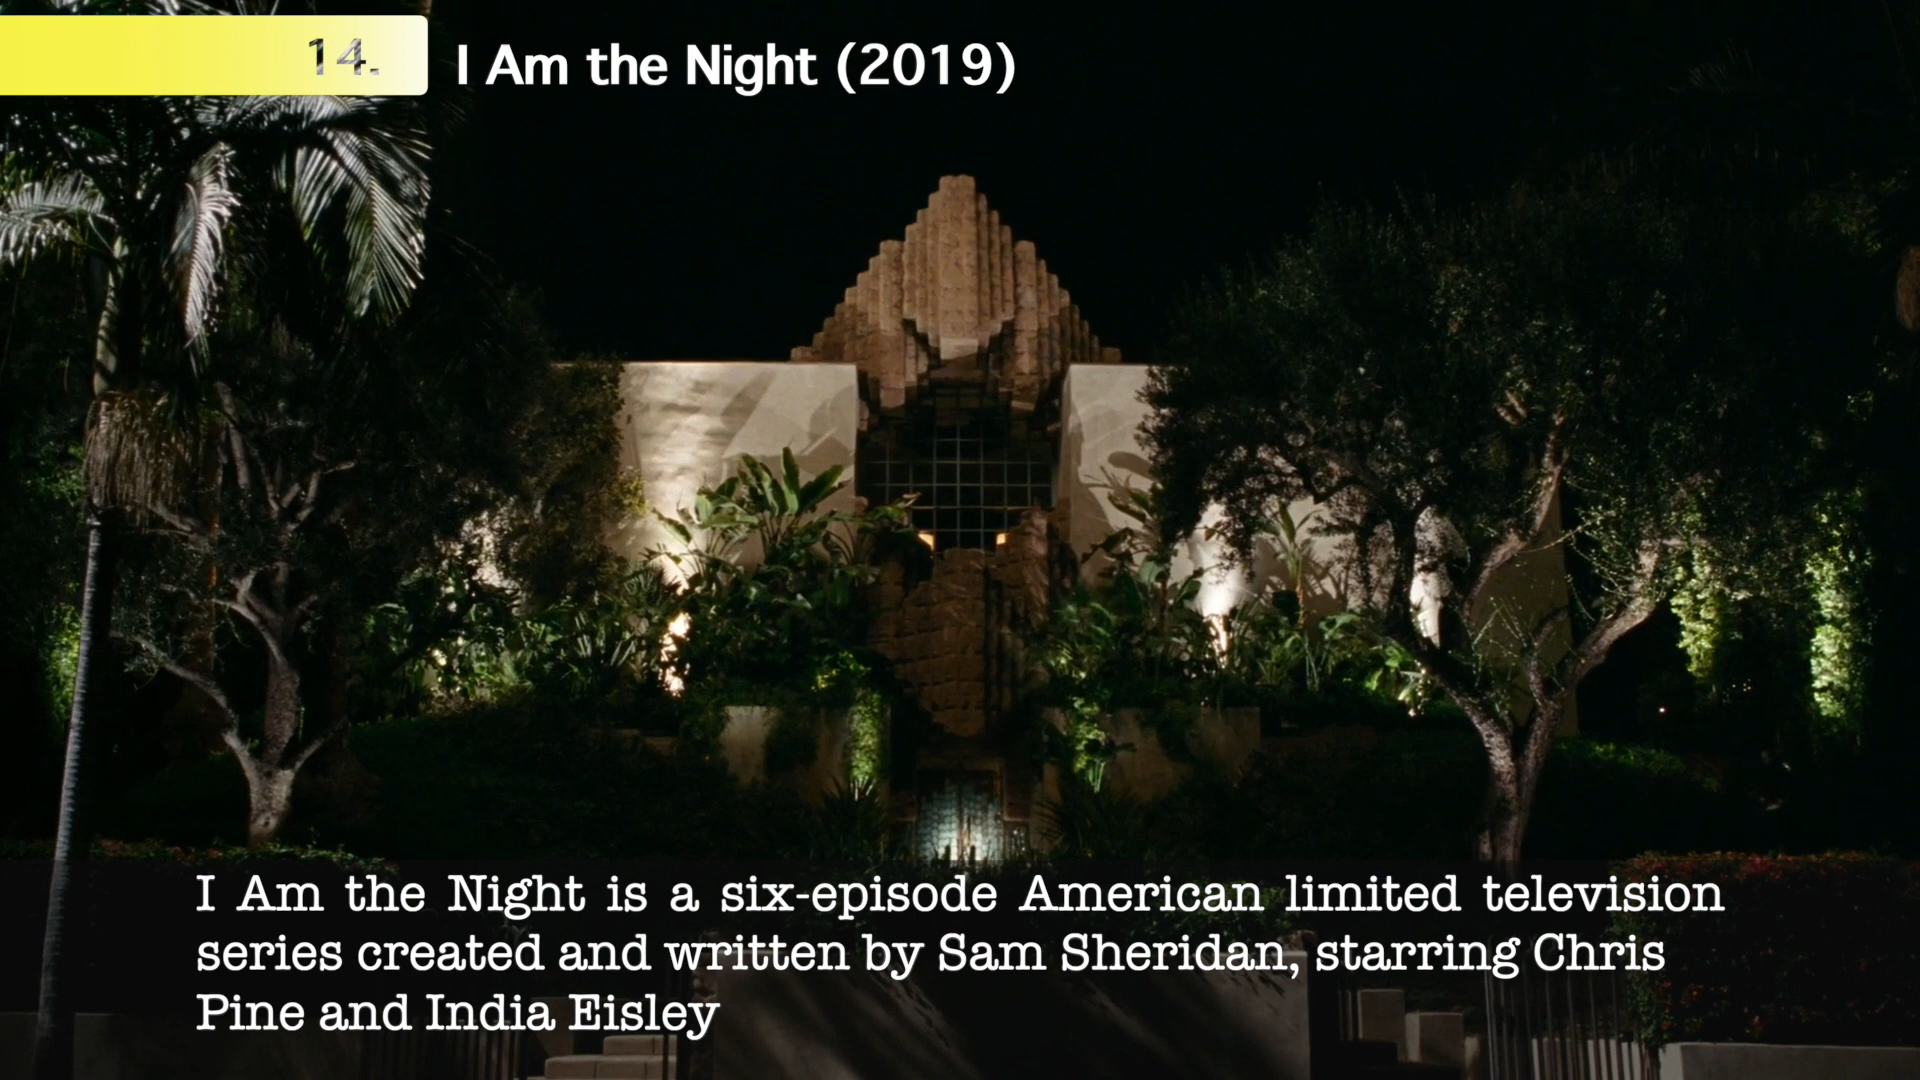 14.
I Am the Night (2019)
I Am the Night is a six-episode American limited television
series created and written by Sam Sheridan, starring Chris
Pine and India Eisley